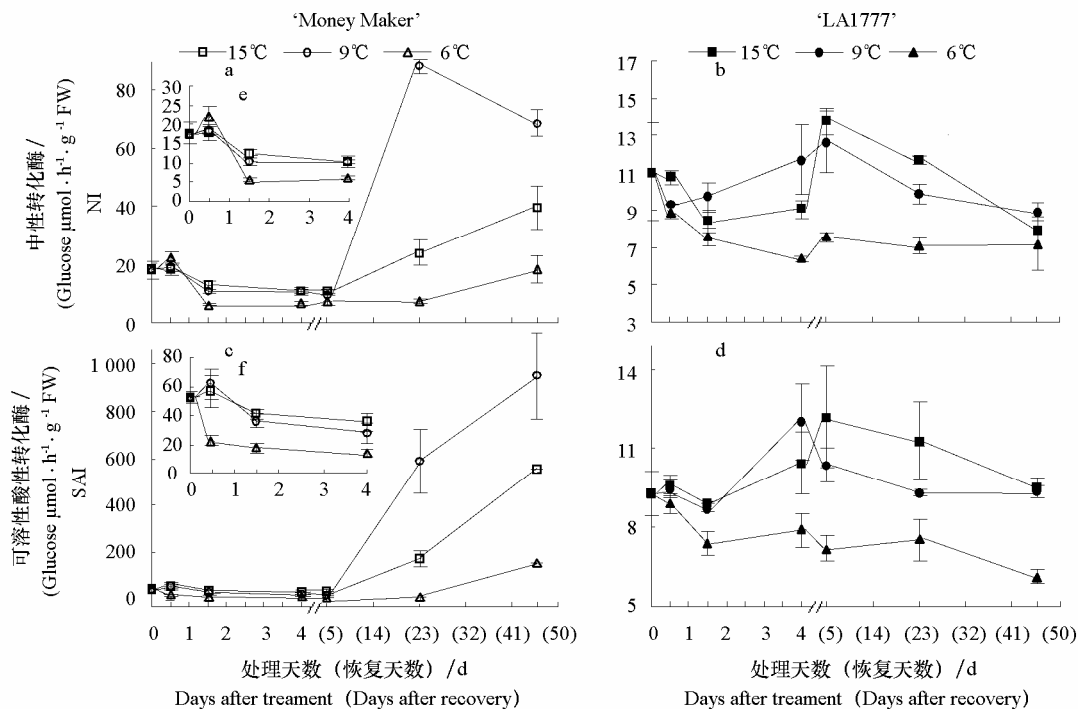 ‘Money Maker’
‘LA1777’
15℃ 9℃ 6℃
15℃ 9℃ 6℃
中性转化酶/
(Glucose μmol·h⁻¹·g⁻¹ FW)
NI
80
60
40
20
0
a
e
30
25
20
15
10
5
0
0 1 2 3 4
b
17
15
13
11
9
7
5
3
可溶性酸性转化酶/
(Glucose μmol·h⁻¹·g⁻¹ FW)
SAI
1 000
800
600
400
200
0
c
f
80
60
40
20
0
0 1 2 3 4
d
14
11
8
5
0 1 2 3 4 (5) (14) (23) (32) (41) (50)
0 1 2 3 4 (5) (14) (23) (32) (41) (50)
处理天数（恢复天数）/d
处理天数（恢复天数）/d
Days after treament（Days after recovery)
Days after treament（Days after recovery)